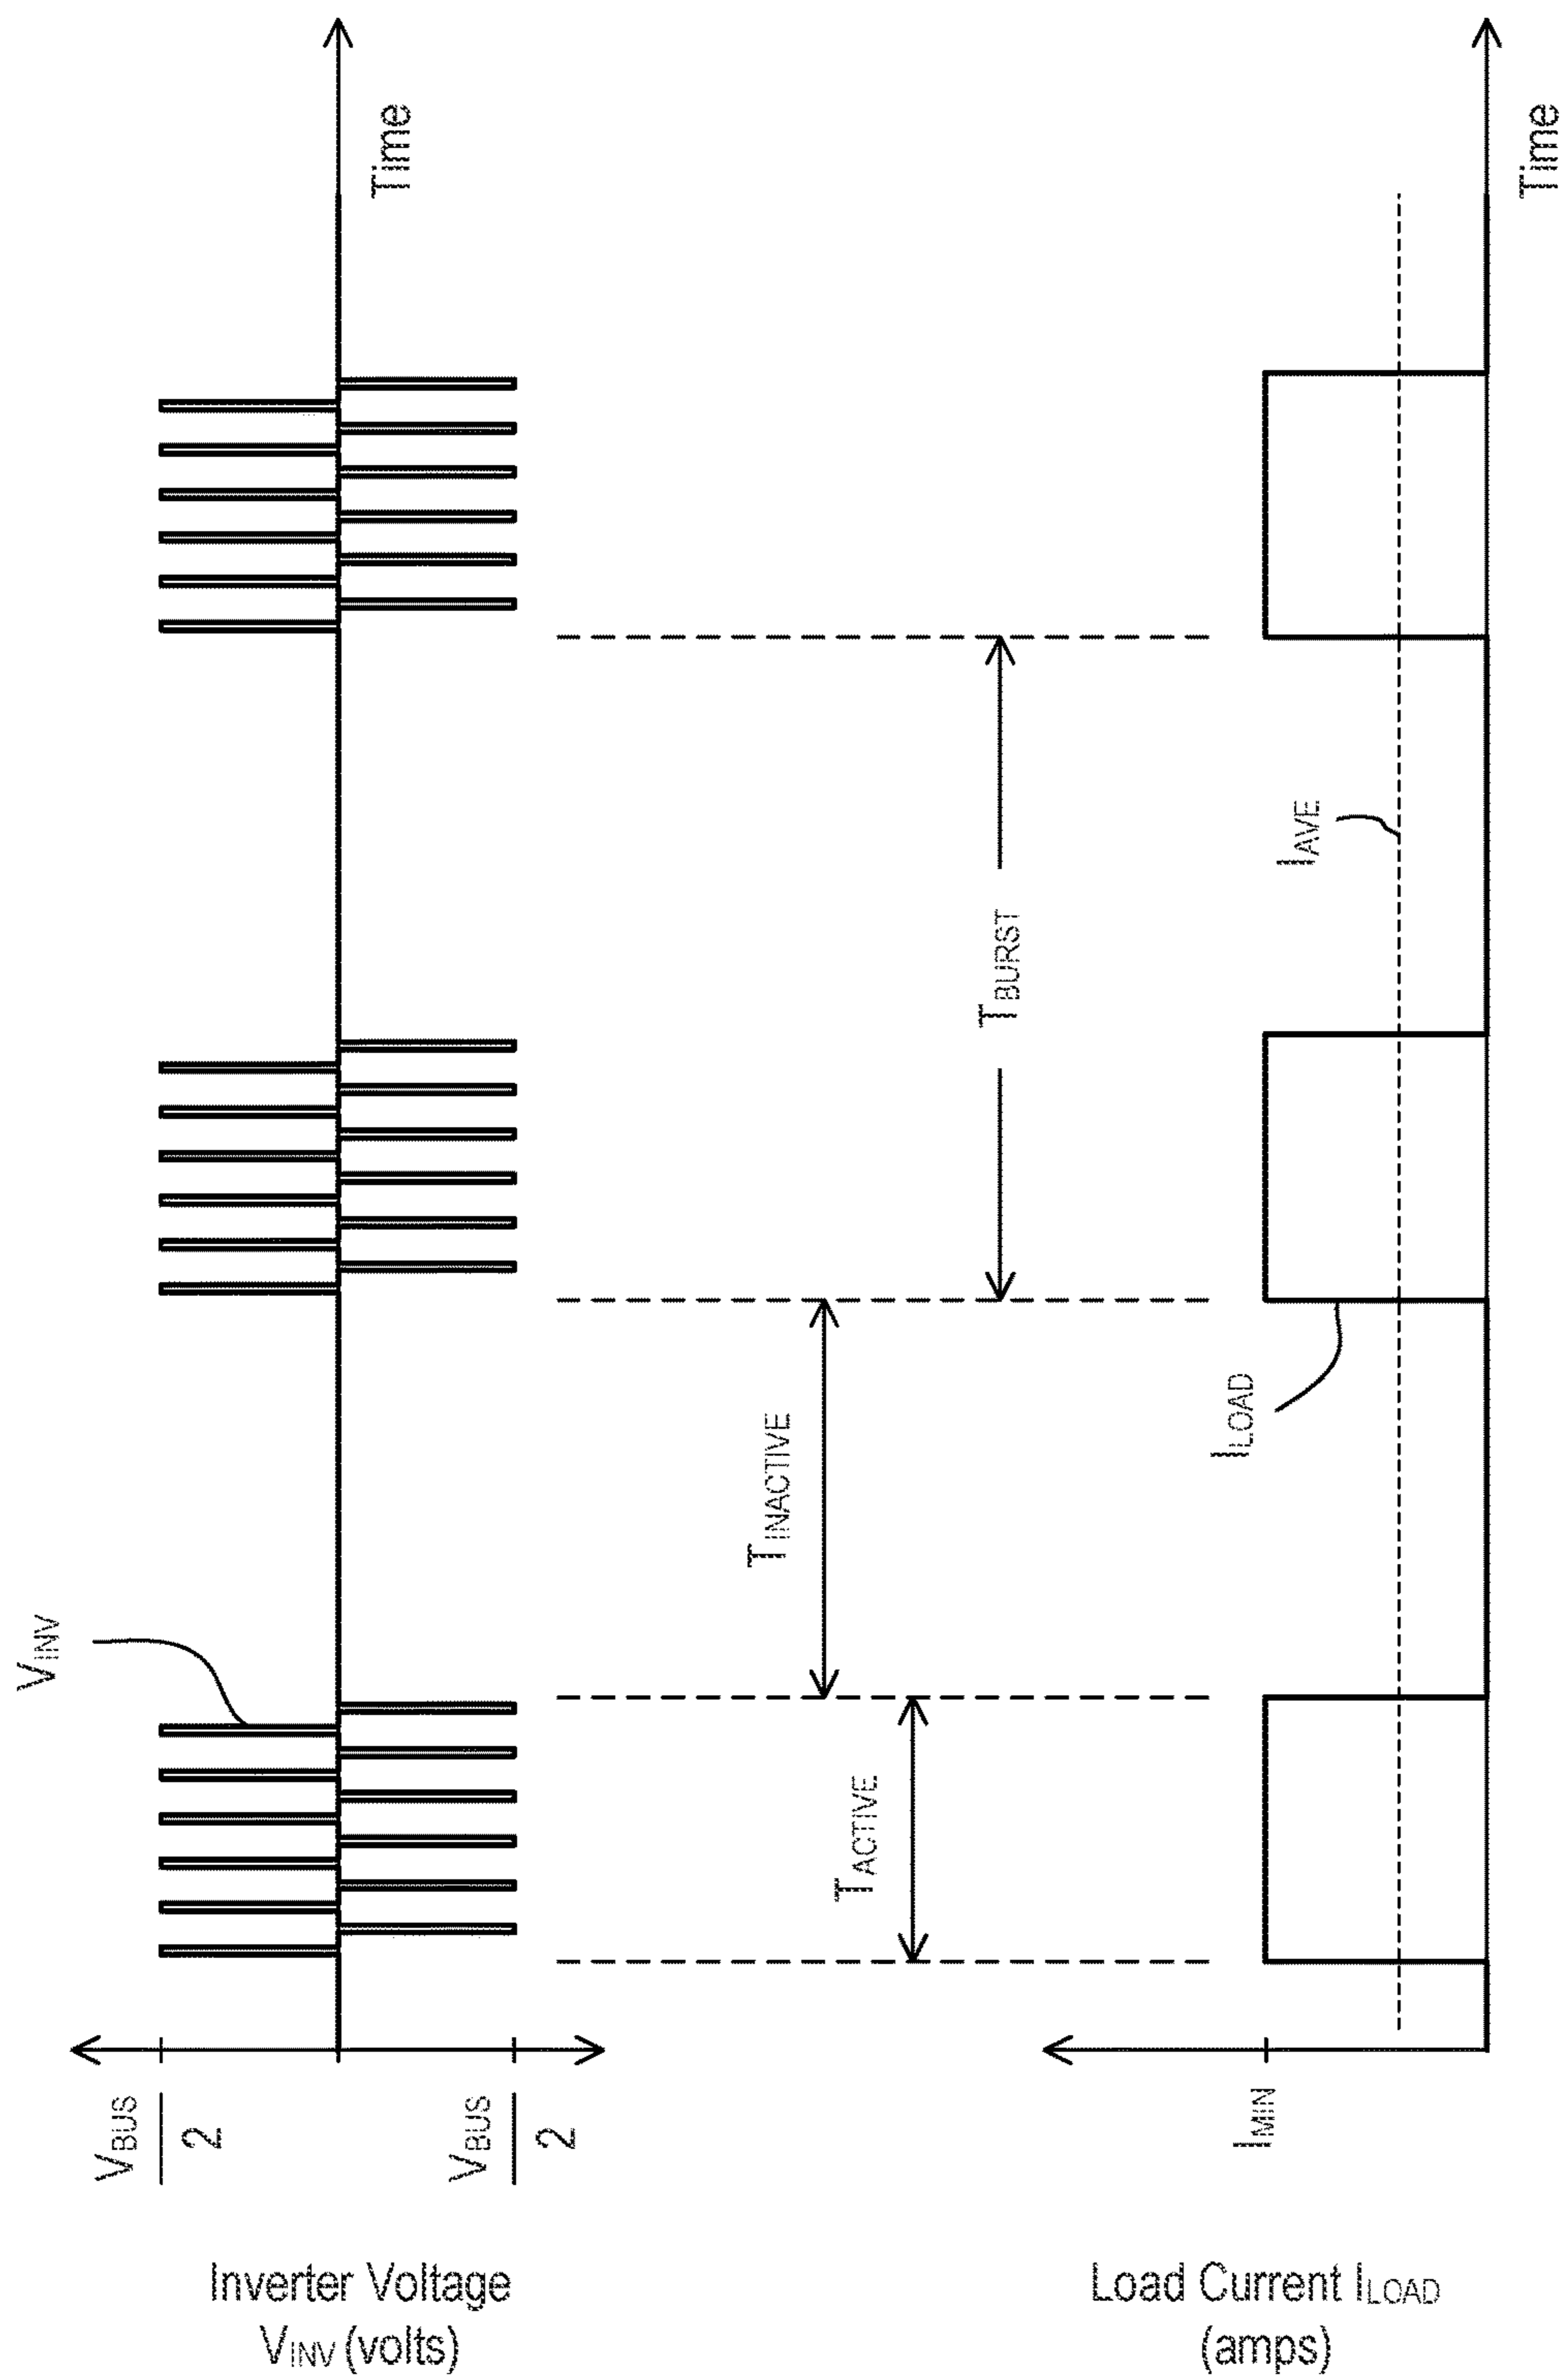 Inverter Voltage
VINV (volts)
VBUS
2
VBUS
2
VINV
Time
TACTIVE
TINACTIVE
TBURST
Load Current ILOAD
(amps)
IMIN
ILOAD
IAVE
Time